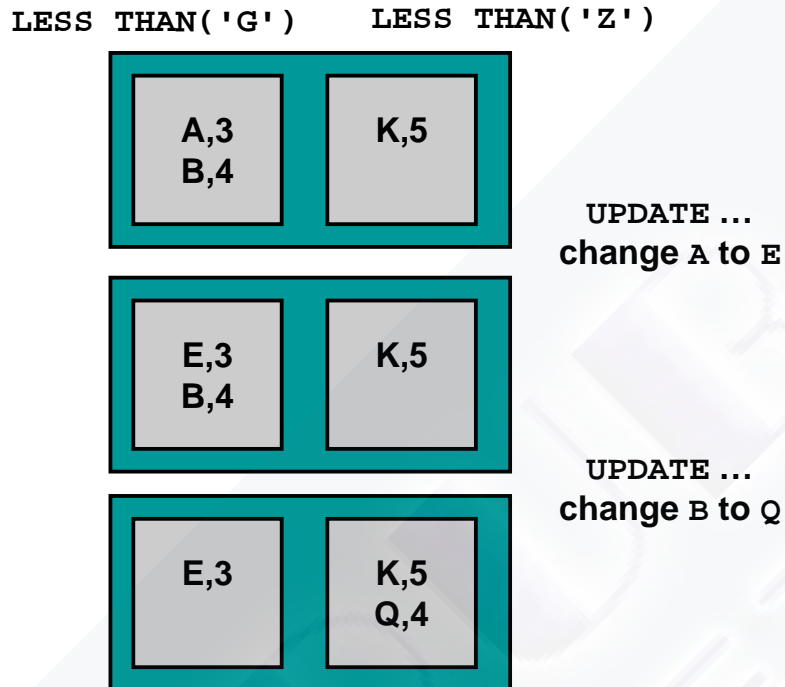 LESS THAN('G') LESS THAN('Z')
A,3
B,4
K,5
UPDATE …
change A to E
E,3
B,4
K,5
UPDATE …
change B to Q
E,3
K,5
Q,4